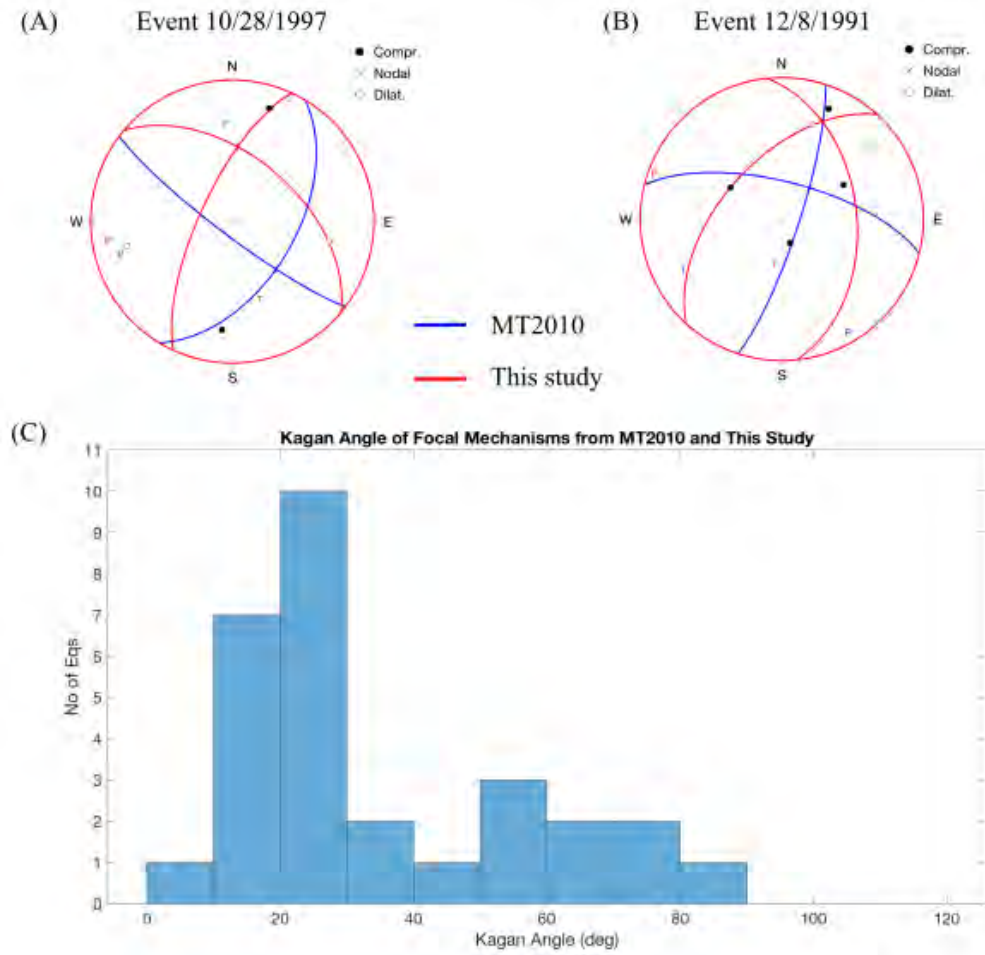 (A)
Event 10/28/1997
Compr.
Nodal
Dilat.
N
W
E
S
P
T
(B)
Event 12/8/1991
Compr.
Nodal
Dilat.
N
W
E
S
P
T
P
MT2010
This study
(C)
Kagan Angle of Focal Mechanisms from MT2010 and This Study
No of Eqs
11
10
9
8
7
6
5
4
3
2
1
0
0
20
40
60
80
100
120
Kagan Angle (deg)